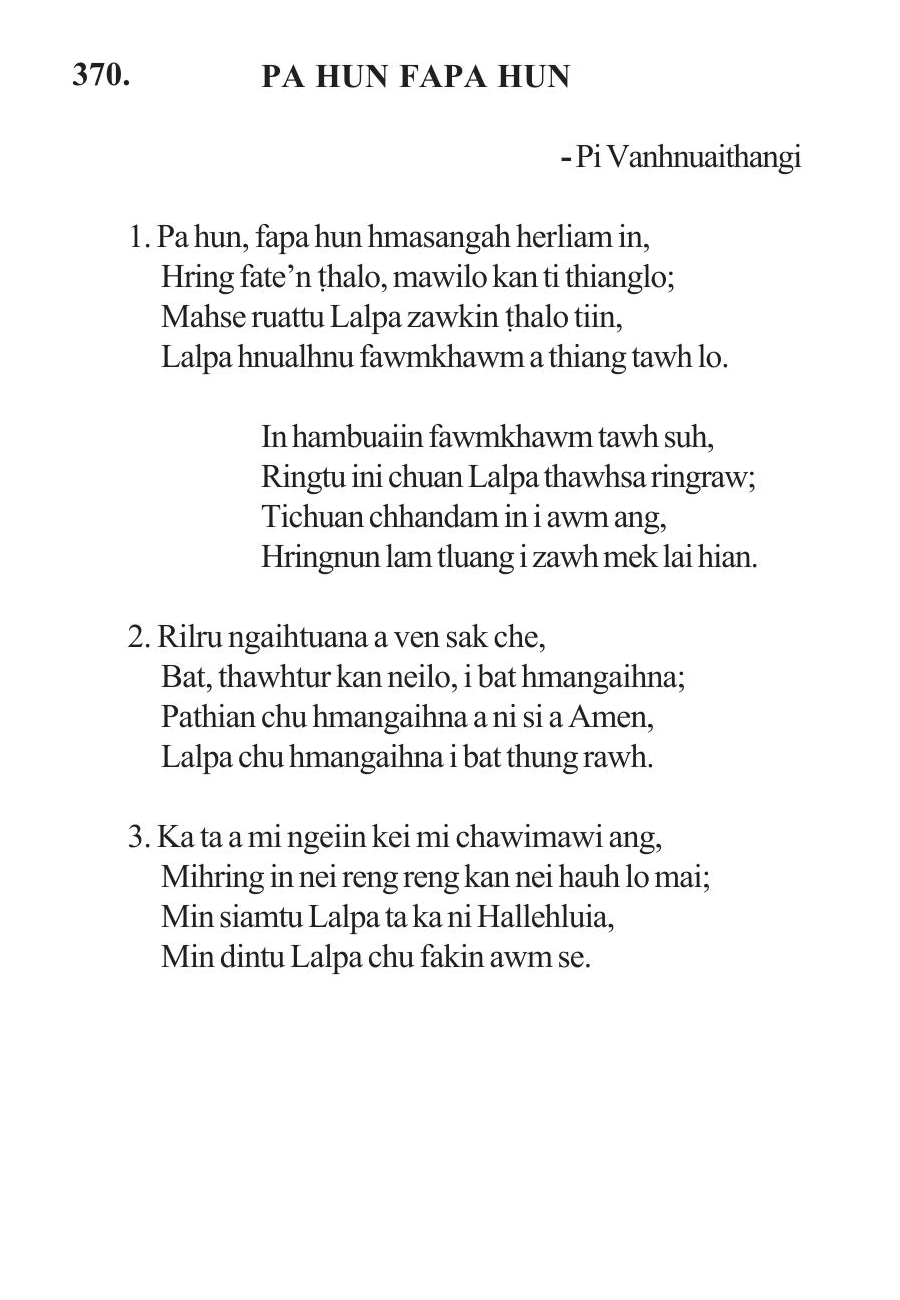 370. PA HUN FAPA HUN
- Pi Vanhnuaithangi
1. Pa hun, fapa hun hmasangah herliam in,
Hring fate’n ṭhalo, mawilo kan ti thianglo;
Mahse ruattu Lalpa zawkin ṭhalo tiin,
Lalpa hnualhnu fawmkhawm a thiang tawh lo.
In hambuaiin fawmkhawm tawh suh,
Ringtu ini chuan Lalpa thawhsa ringraw;
Tichuan chhandam in i awm ang,
Hringnun lam tluang i zawh mek lai hian.
2. Rilru ngaihtuana a ven sak che,
Bat, thawhtur kan neilo, i bat hmangaihna;
Pathian chu hmangaihna a ni si a Amen,
Lalpa chu hmangaihna i bat thung rawh.
3. Ka ta a mi ngeiin kei mi chawimawi ang,
Mihring in nei reng reng kan nei hauh lo mai;
Min siamtu Lalpa ta ka ni Hallehluia,
Min dintu Lalpa chu fakin awm se.